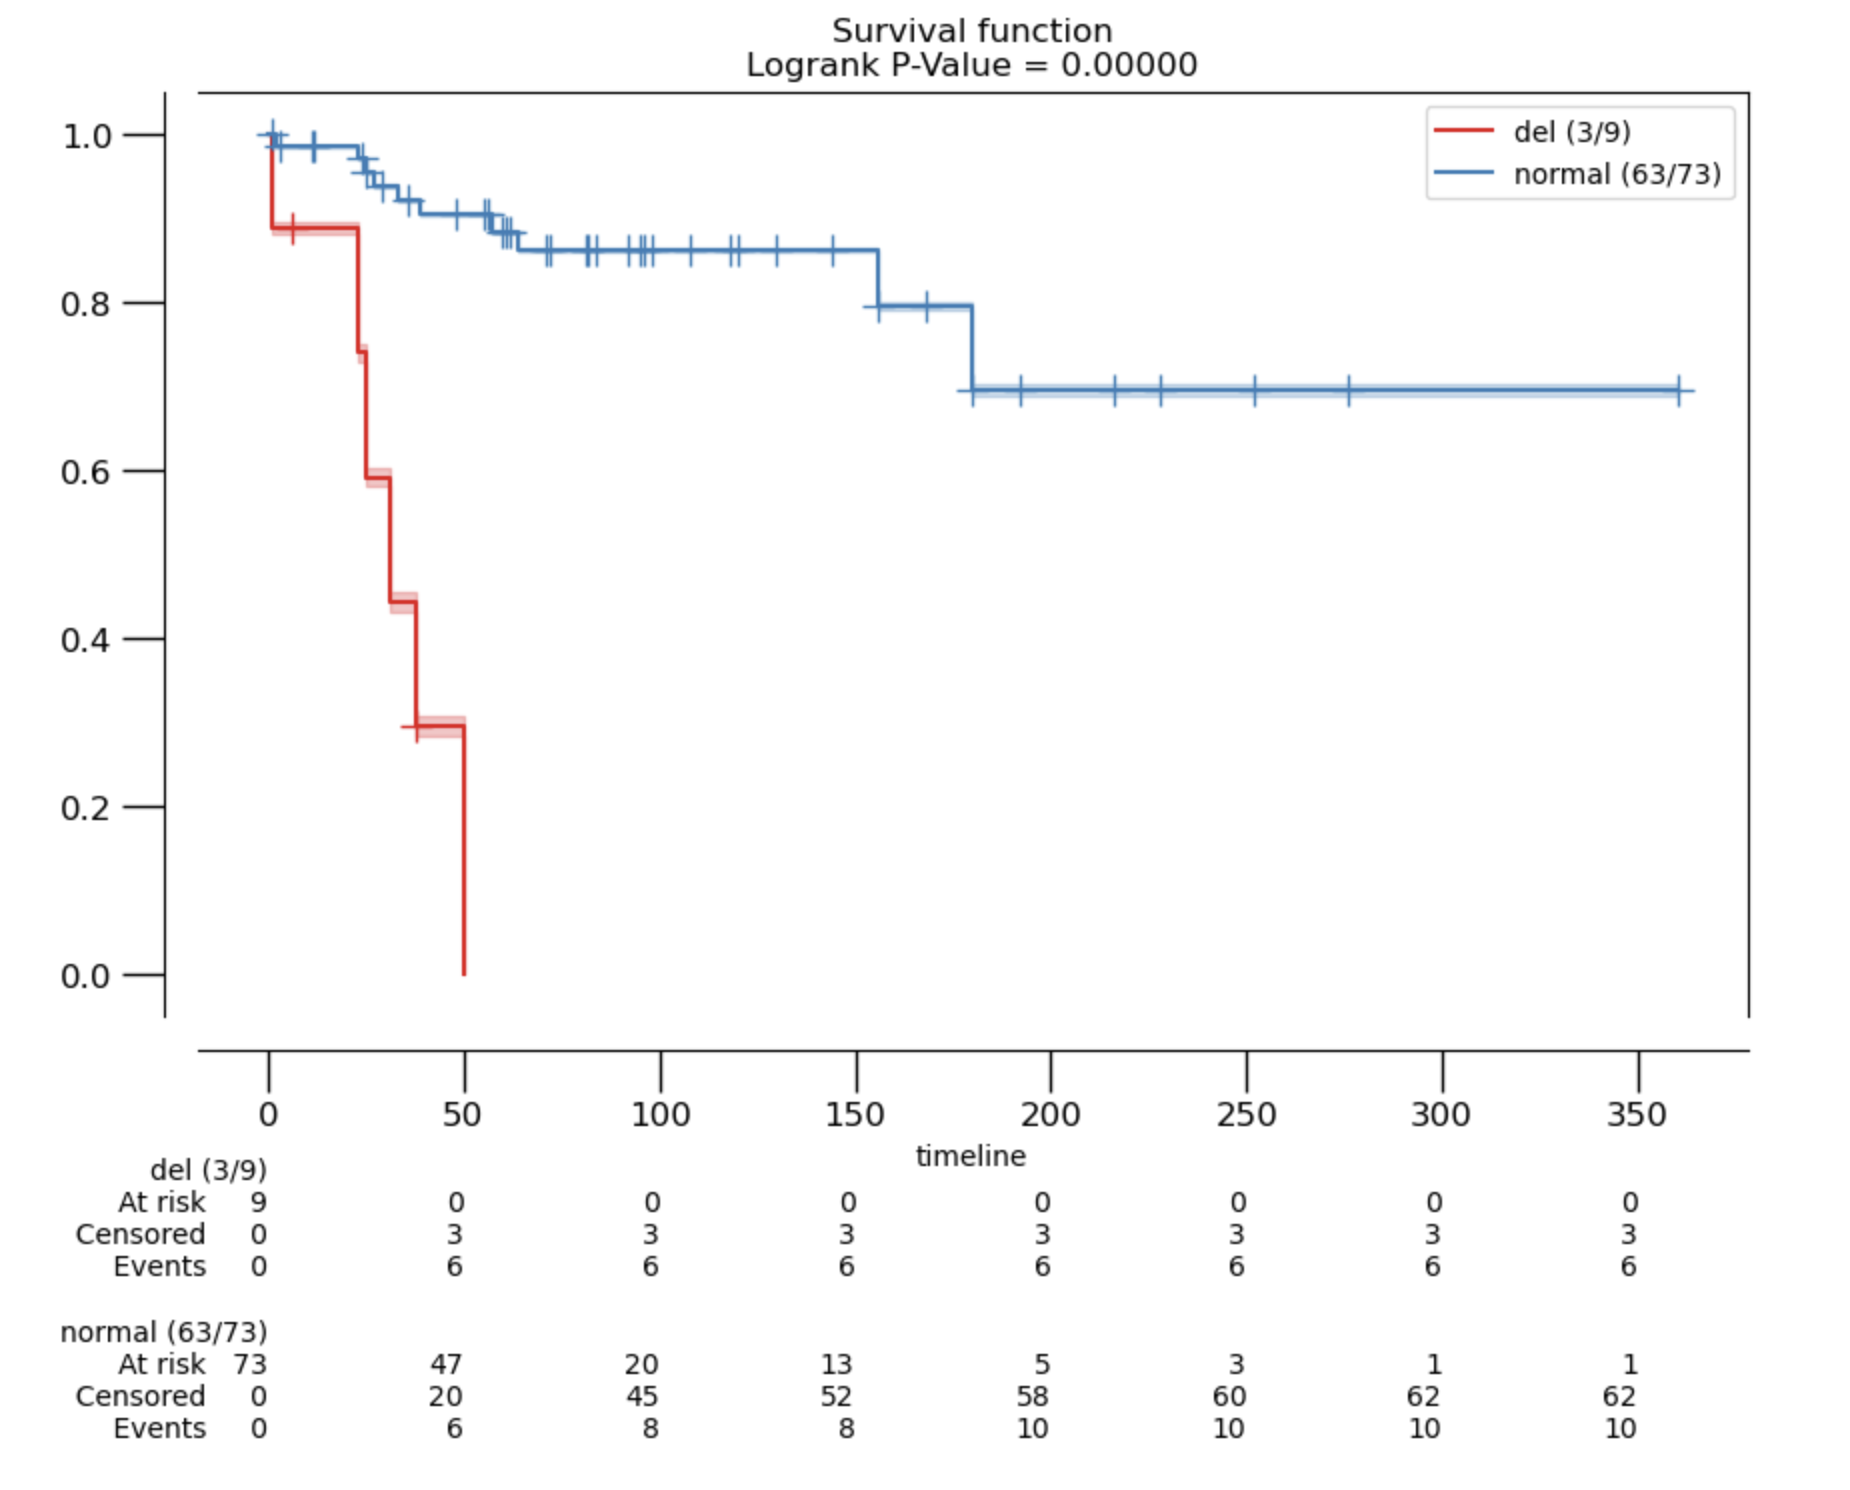 Survival function
Logrank P-Value = 0.00000
del (3/9)
normal (63/73)
1.0
0.8
0.6
0.4
0.2
0.0
0 50 100 150 200 250 300 350
timeline
del (3/9)
At risk 9 0 0 0 0 0 0 0
Censored 0 3 3 3 3 3 3 3
Events 0 6 6 6 6 6 6 6
normal (63/73)
At risk 73 47 20 13 5 3 1 1
Censored 0 20 45 52 58 60 62 62
Events 0 6 8 8 10 10 10 10